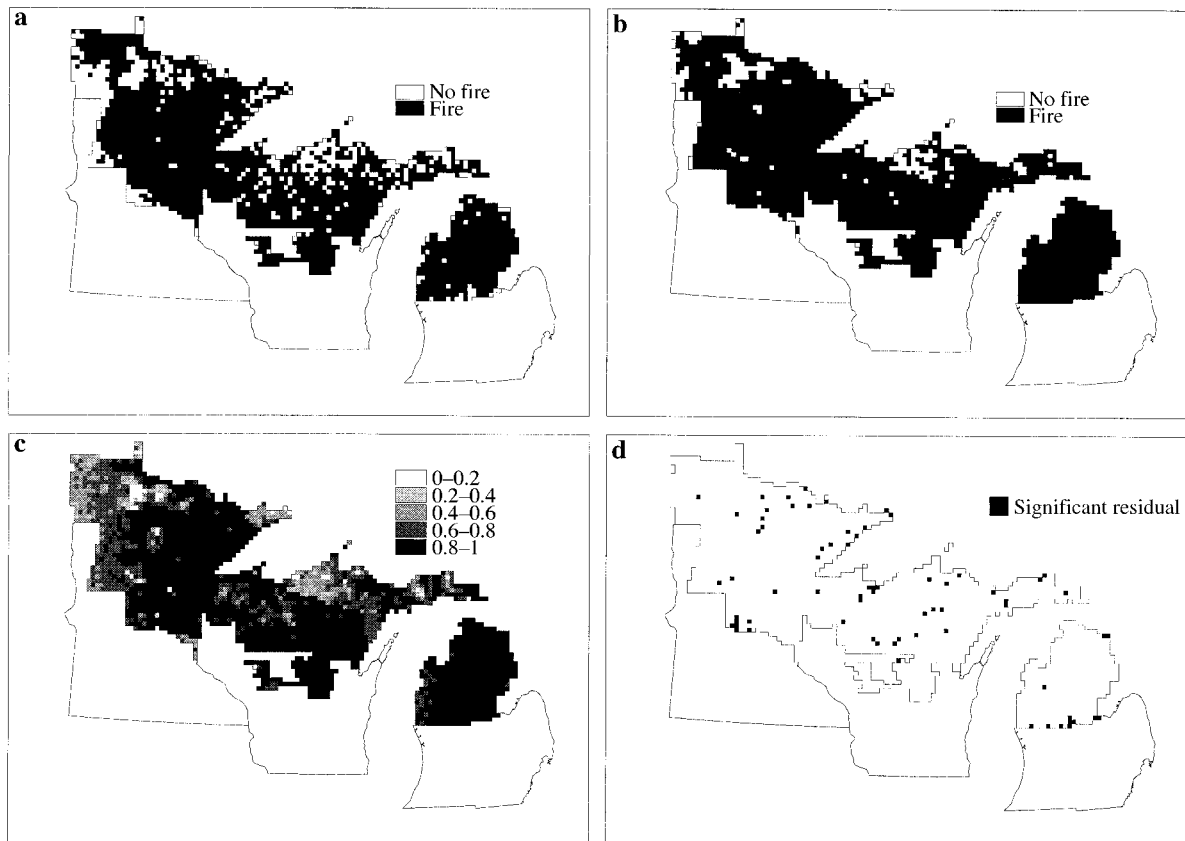 a
No fire
Fire
b
No fire
Fire
c
0–0.2
0.2–0.4
0.4–0.6
0.6–0.8
0.8–1
d
Significant residual